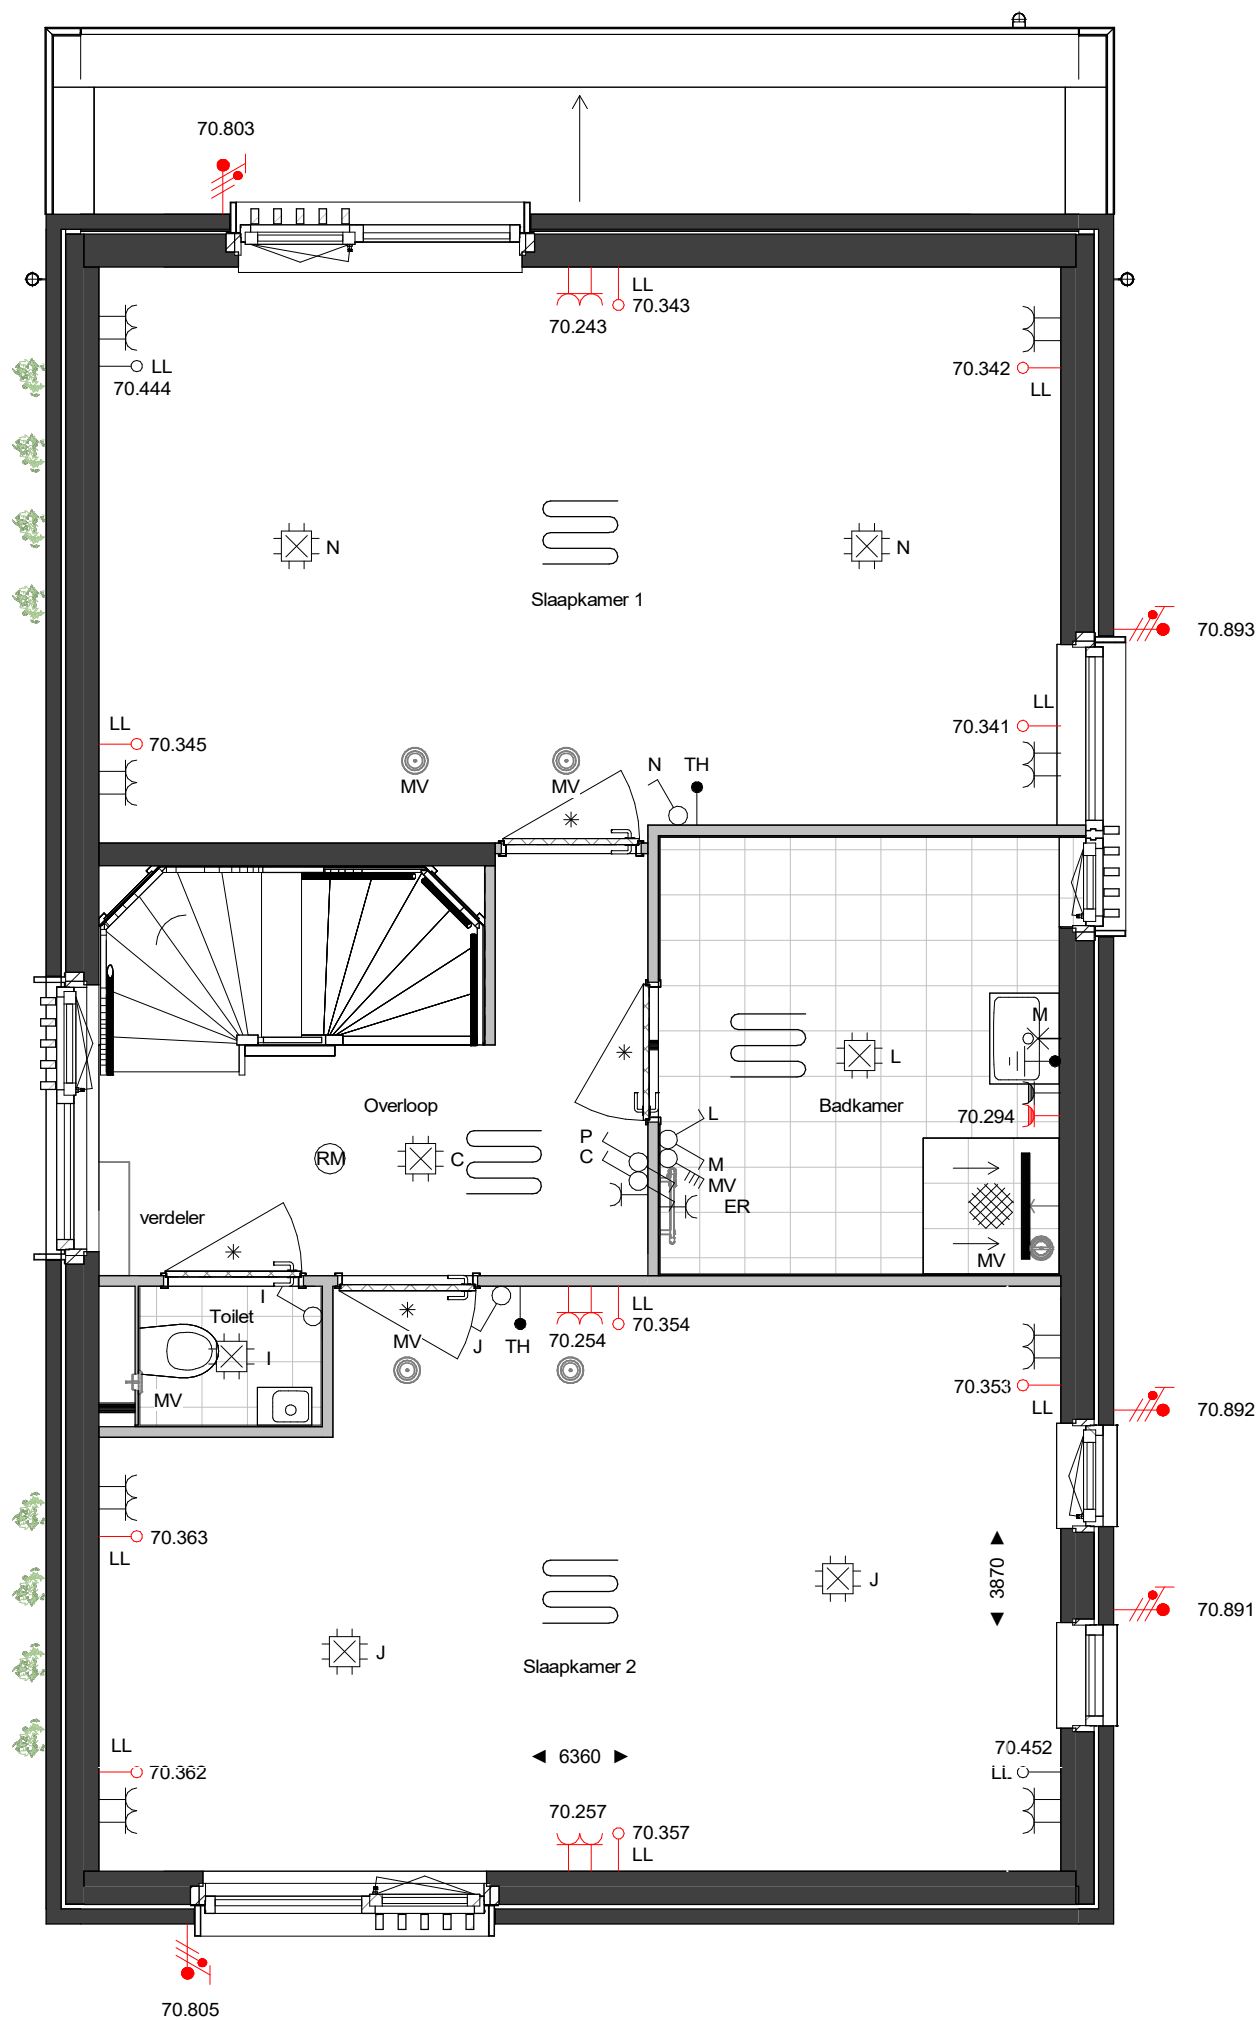 70.803
LL
70.343
70.243
LL
70.444
70.342
LL
N
N
Slaapkamer 1
70.893
LL
70.345
LL
70.341
MV
MV
N
TH
M
L
Overloop
Badkamer
70.294
L
P
C
RM
C
M
MV
ER
verdeler
MV
I
Toilet
I
MV
MV
J
TH
LL
70.354
70.254
70.353
LL
70.892
70.363
LL
3870
J
70.891
J
Slaapkamer 2
LL
70.362
6360
70.452
LL
70.257
70.357
LL
70.805